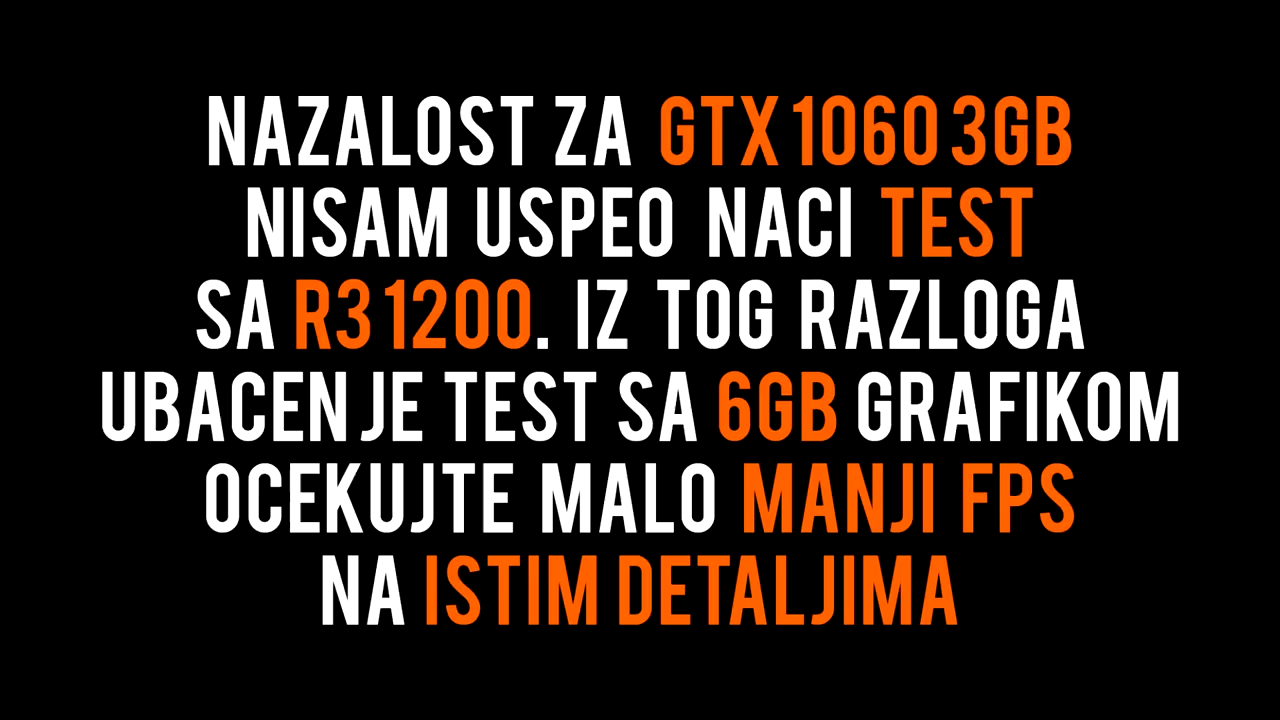 NAZALOST ZA GTX 1060 3GB
NISAM USPEO NACI TEST
SA R3 1200. IZ TOG RAZLOGA
UBACEN JE TEST SA 6GB GRAFIKOM
OCEKUJTE MALO MANJI FPS
NA ISTIM DETALJIMA